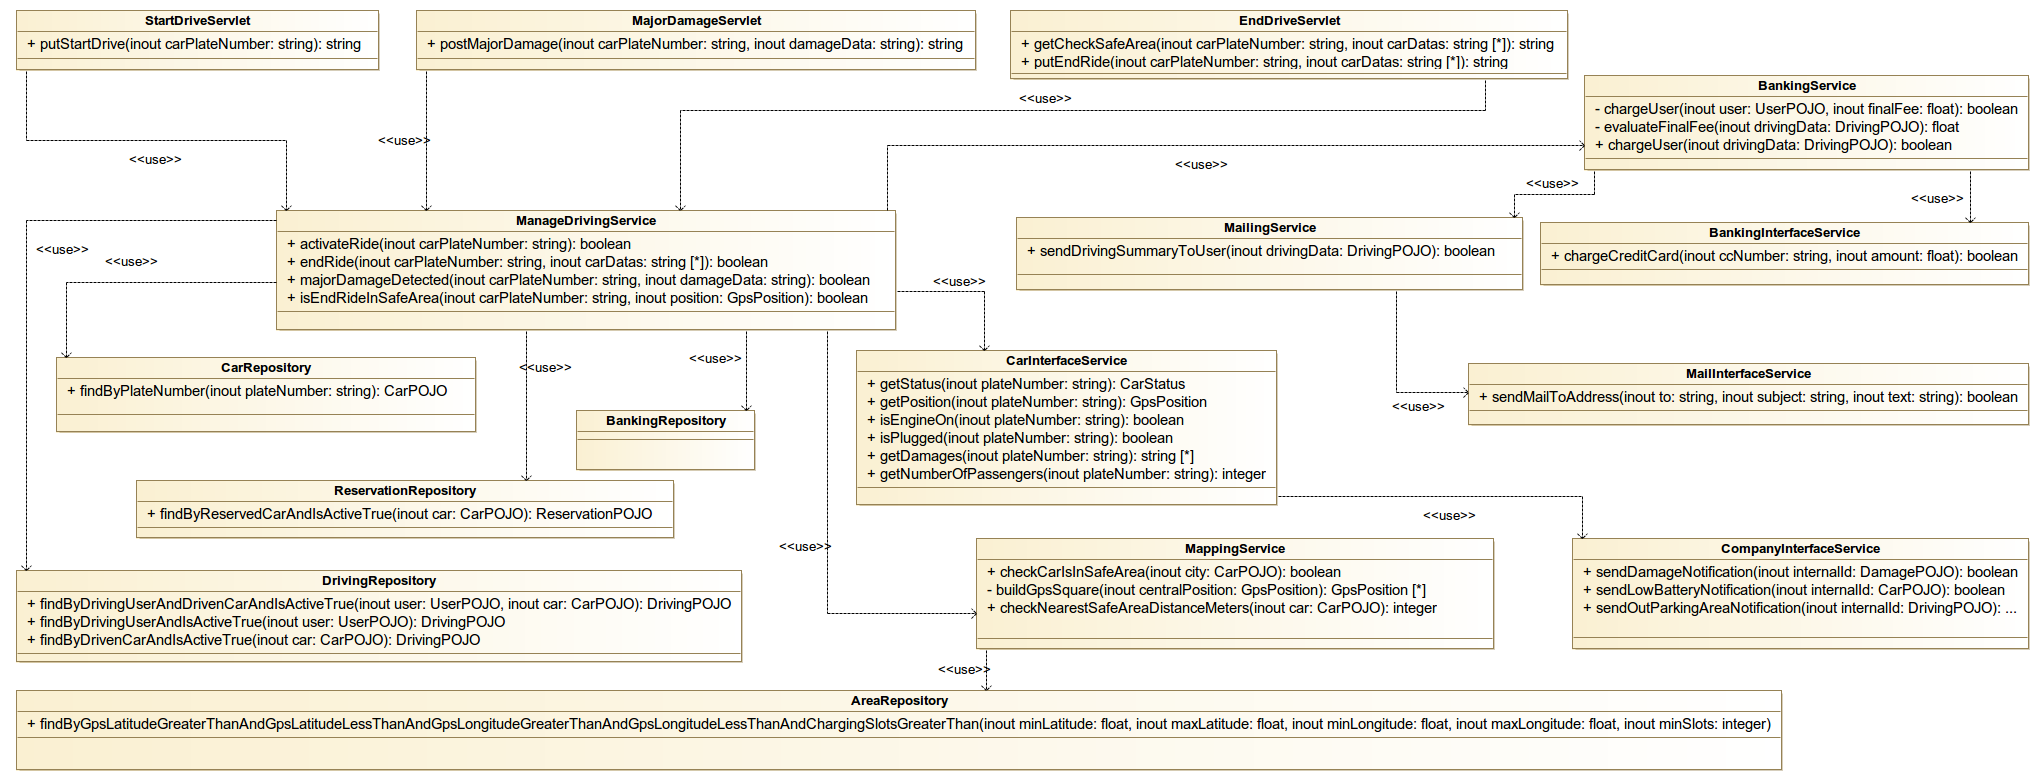 StartDriveServlet
+ putStartDrive(inout carPlateNumber: string): string
MajorDamageServlet
+ postMajorDamage(inout carPlateNumber: string, inout damageData: string): string
EndDriveServlet
+ getCheckSafeArea(inout carPlateNumber: string, inout carDatas: string [*]): string
+ putEndRide(inout carPlateNumber: string, inout carDatas: string [*]): string
BankingService
- chargeUser(inout user: UserPOJO, inout finalFee: float): boolean
- evaluateFinalFee(inout drivingData: DrivingPOJO): float
+ chargeUser(inout drivingData: DrivingPOJO): boolean
<<use>>
<<use>>
<<use>>
<<use>>
<<use>>
<<use>>
ManageDrivingService
+ activateRide(inout carPlateNumber: string): boolean
+ endRide(inout carPlateNumber: string, inout carDatas: string [*]): boolean
+ majorDamageDetected(inout carPlateNumber: string, inout damageData: string): boolean
+ isEndRideInSafeArea(inout carPlateNumber: string, inout position: GpsPosition): boolean
MailingService
+ sendDrivingSummaryToUser(inout drivingData: DrivingPOJO): boolean
BankingInterfaceService
+ chargeCreditCard(inout ccNumber: string, inout amount: float): boolean
<<use>>
<<use>>
<<use>>
<<use>>
<<use>>
<<use>>
CarRepository
+ findByPlateNumber(inout plateNumber: string): CarPOJO
BankingRepository
CarInterfaceService
+ getStatus(inout plateNumber: string): CarStatus
+ getPosition(inout plateNumber: string): GpsPosition
+ isEngineOn(inout plateNumber: string): boolean
+ isPlugged(inout plateNumber: string): boolean
+ getDamages(inout plateNumber: string): string [*]
+ getNumberOfPassengers(inout plateNumber: string): integer
MailInterfaceService
+ sendMailToAddress(inout to: string, inout subject: string, inout text: string): boolean
ReservationRepository
+ findByReservedCarAndIsActiveTrue(inout car: CarPOJO): ReservationPOJO
<<use>>
<<use>>
DrivingRepository
+ findByDrivingUserAndDrivenCarAndIsActiveTrue(inout user: UserPOJO, inout car: CarPOJO): DrivingPOJO
+ findByDrivingUserAndIsActiveTrue(inout user: UserPOJO): DrivingPOJO
+ findByDrivenCarAndIsActiveTrue(inout car: CarPOJO): DrivingPOJO
MappingService
+ checkCarIsInSafeArea(inout city: CarPOJO): boolean
- buildGpsSquare(inout centralPosition: GpsPosition): GpsPosition [*]
+ checkNearestSafeAreaDistanceMeters(inout car: CarPOJO): integer
CompanyInterfaceService
+ sendDamageNotification(inout internalId: DamagePOJO): boolean
+ sendLowBatteryNotification(inout internalId: CarPOJO): boolean
+ sendOutParkingAreaNotification(inout internalId: DrivingPOJO): ...
<<use>>
AreaRepository
+ findByGpsLatitudeGreaterThanAndGpsLatitudeLessThanAndGpsLongitudeGreaterThanAndGpsLongitudeLessThanAndChargingSlotsGreaterThan(inout minLatitude: float, inout maxLatitude: float, inout minLongitude: float, inout maxLongitude: float, inout minSlots: integer)